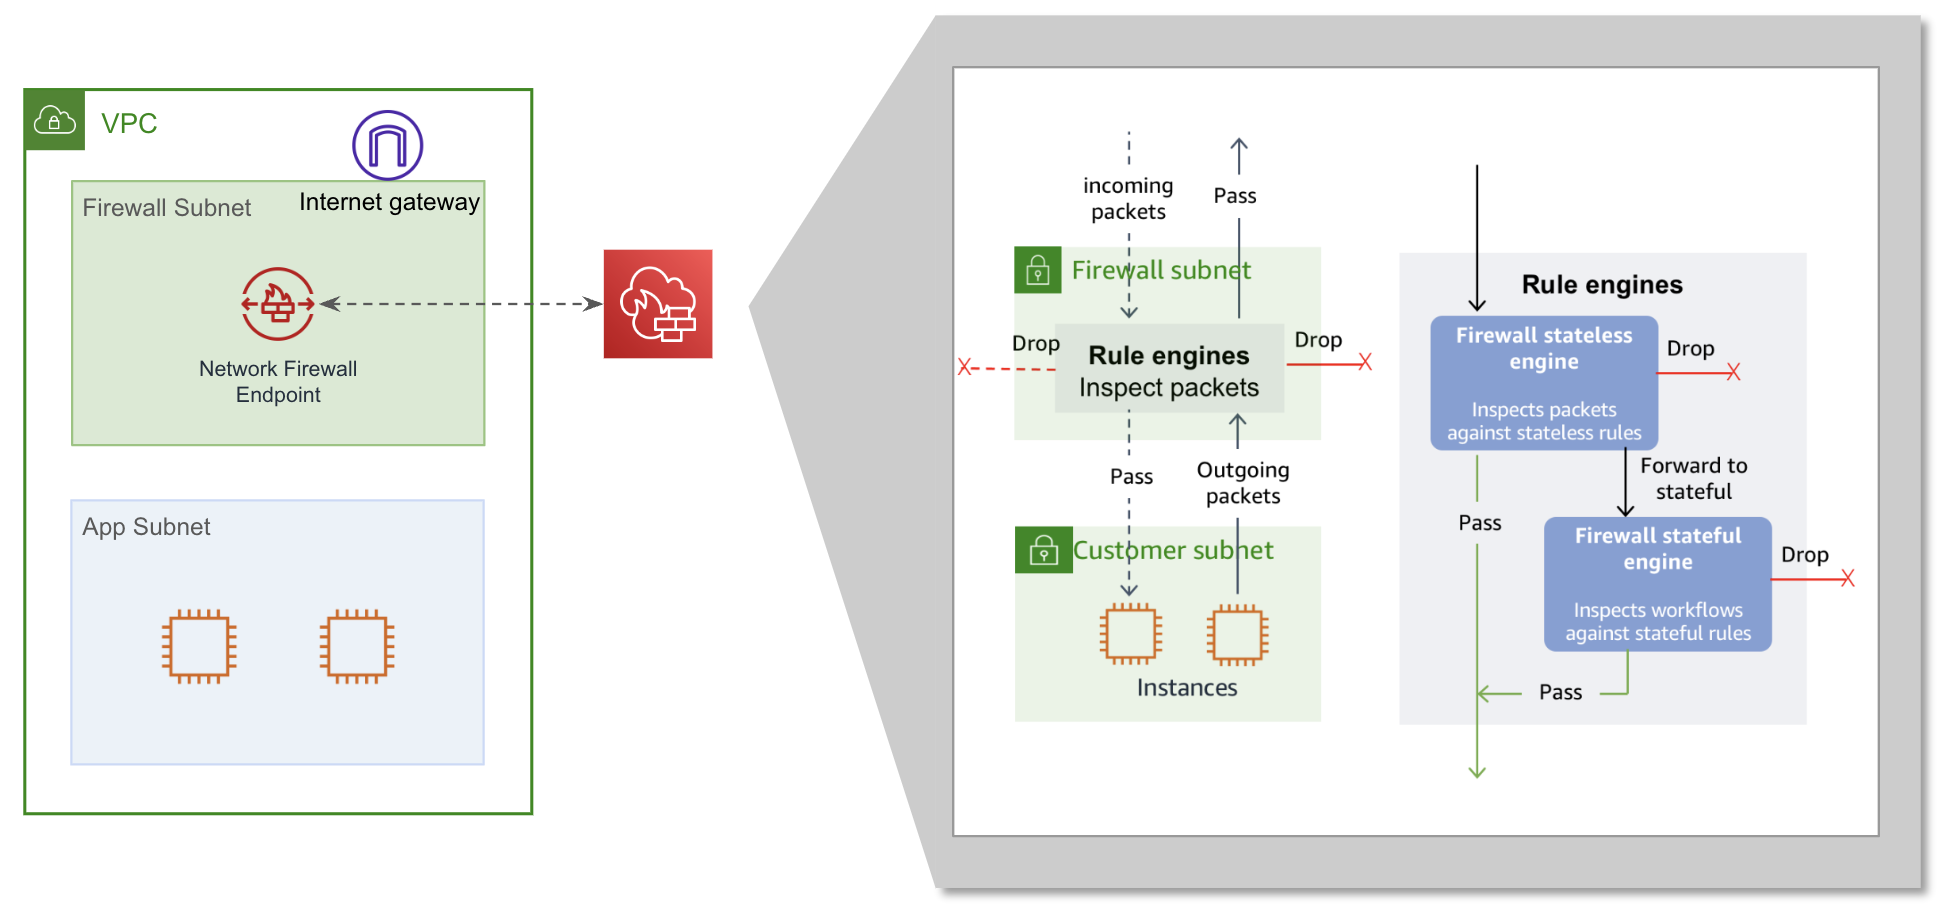 VPC
Internet gateway
Firewall Subnet
Network Firewall
Endpoint
App Subnet
incoming
packets
Pass
Firewall subnet
Drop
Rule engines
Inspect packets
Drop
Pass
Outgoing
packets
Customer subnet
Instances
Rule engines
Firewall stateless
engine
Inspects packets
against stateless rules
Drop
Forward to
stateful
Pass
Firewall stateful
engine
Inspects workflows
against stateful rules
Drop
Pass